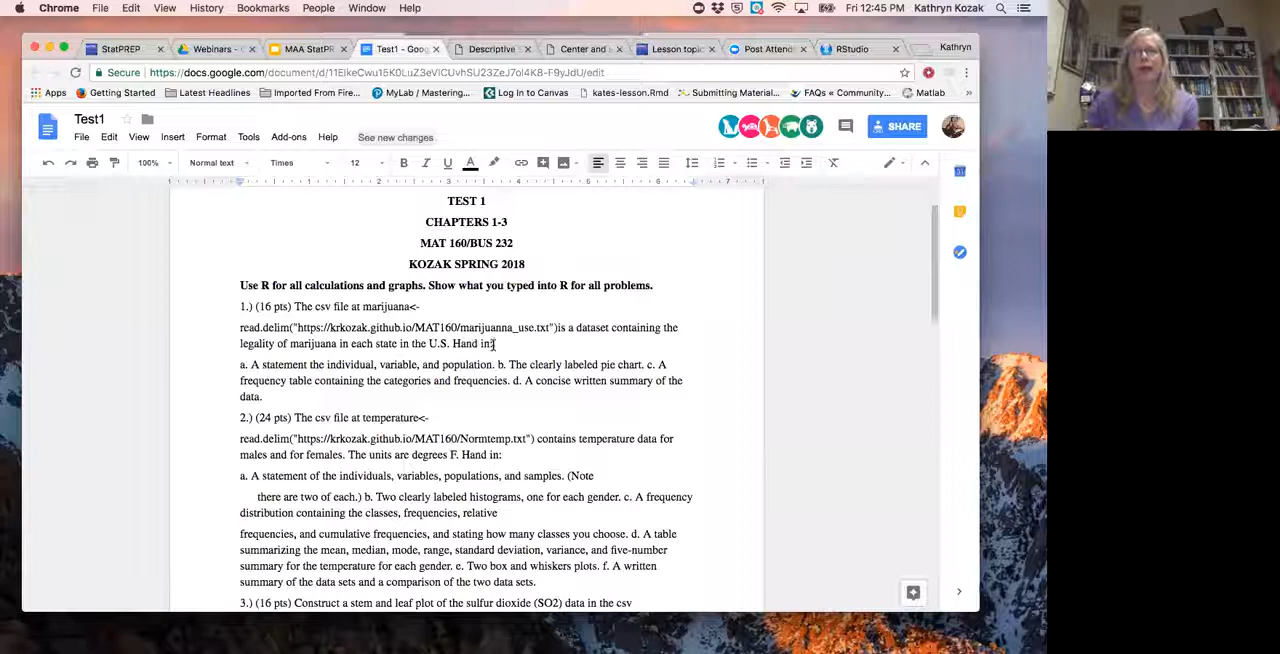 Chrome File Edit View History Bookmarks People Window Help Fri 12:45 PM Kathryn Kozak
StatPREP Webinars - C MAA StatPR Test1 - Goog Descriptive S Center and Lesson topic Post Attend RStudio Kathryn
Secure https://docs.google.com/document/d/11EikeCwu15K0LuZ3eVlCUvhSU23ZeJ7ol4K8-F9yJdU/edit
Apps Getting Started Latest Headlines Imported From Fire... MyLab / Mastering... Log In to Canvas kates-lesson.Rmd Submitting Material... FAQs « Community... Matlab »
Test1
File Edit View Insert Format Tools Add-ons Help See new changes
SHARE
100% Normal text Times 12 B I U A
1 1 2 3 4 5 6 7
TEST 1
CHAPTERS 1-3
MAT 160/BUS 232
KOZAK SPRING 2018
Use R for all calculations and graphs. Show what you typed into R for all problems.
1.) (16 pts) The csv file at marijuana<-
read.delim("https://krkozak.github.io/MAT160/marijuanna_use.txt")is a dataset containing the
legality of marijuana in each state in the U.S. Hand in:
a. A statement the individual, variable, and population. b. The clearly labeled pie chart. c. A
frequency table containing the categories and frequencies. d. A concise written summary of the
data.
2.) (24 pts) The csv file at temperature<-
read.delim("https://krkozak.github.io/MAT160/Normtemp.txt") contains temperature data for
males and for females. The units are degrees F. Hand in:
a. A statement of the individuals, variables, populations, and samples. (Note
there are two of each.) b. Two clearly labeled histograms, one for each gender. c. A frequency
distribution containing the classes, frequencies, relative
frequencies, and cumulative frequencies, and stating how many classes you choose. d. A table
summarizing the mean, median, mode, range, standard deviation, variance, and five-number
summary for the temperature for each gender. e. Two box and whiskers plots. f. A written
summary of the data sets and a comparison of the two data sets.
3.) (16 pts) Construct a stem and leaf plot of the sulfur dioxide (SO2) data in the csv